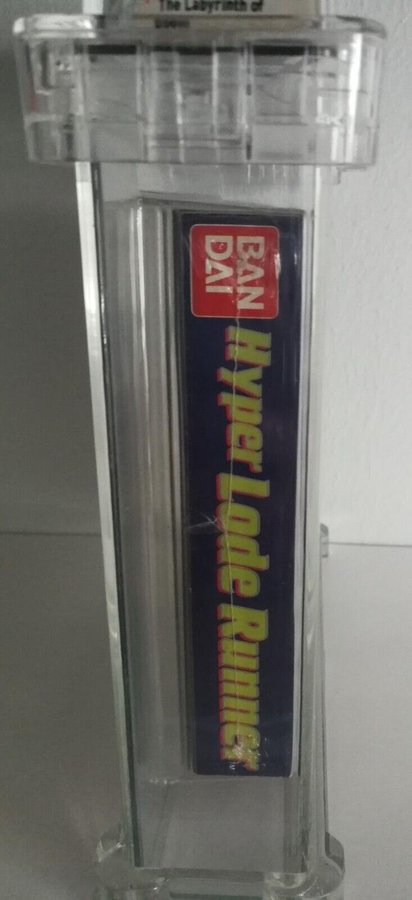 The Labyrinth of
BAN
DAI
Hyper Lode Runner